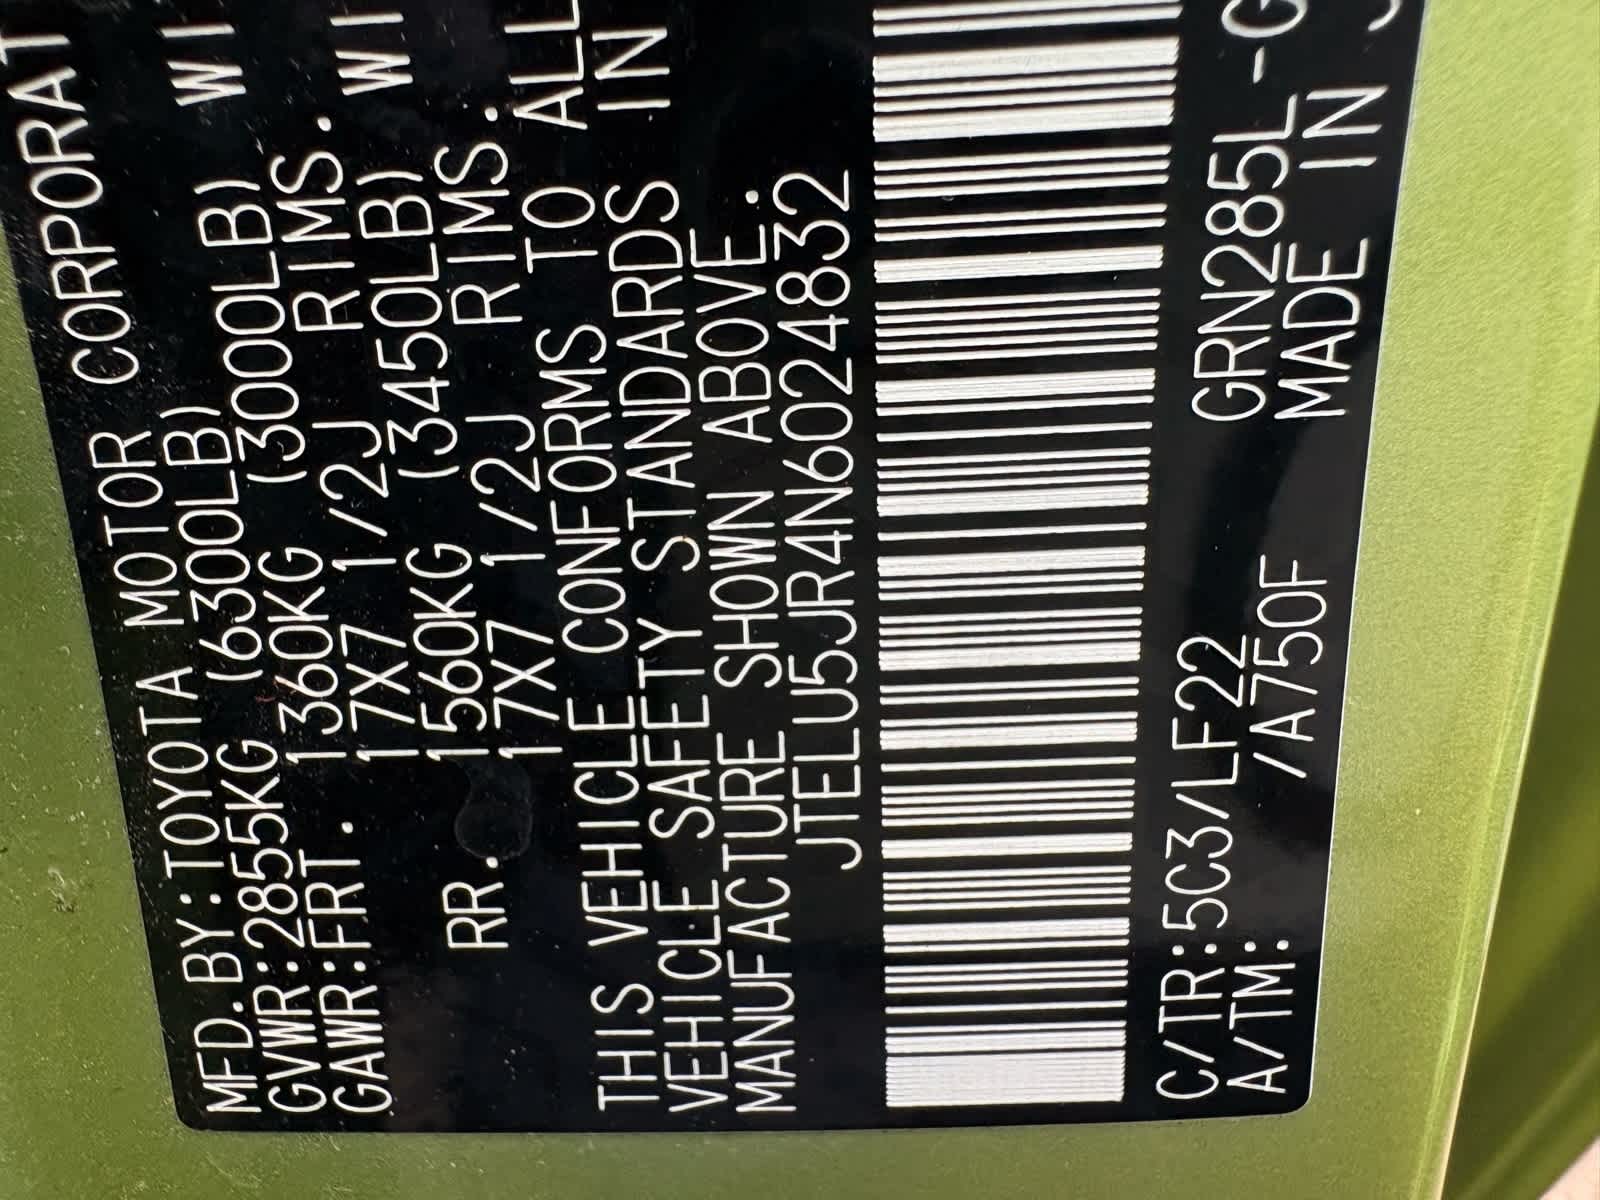 MFD. BY: TOYOTA MOTOR CORPORAT
GVWR: 2855KG (6300LB)
GAWR: FRT. 1360KG (3000LB) WI
17X7 1/2J RIMS.
RR. 1560KG (3450LB) WI
17X7 1/2J RIMS.
THIS VEHICLE CONFORMS TO ALL
VEHICLE SAFETY STANDARDS IN
MANUFACTURE SHOWN ABOVE.
JTELU5JR4N6024832
C/TR: 5C3/LF22 GRN285L-G
A/TM: /A750F MADE IN J